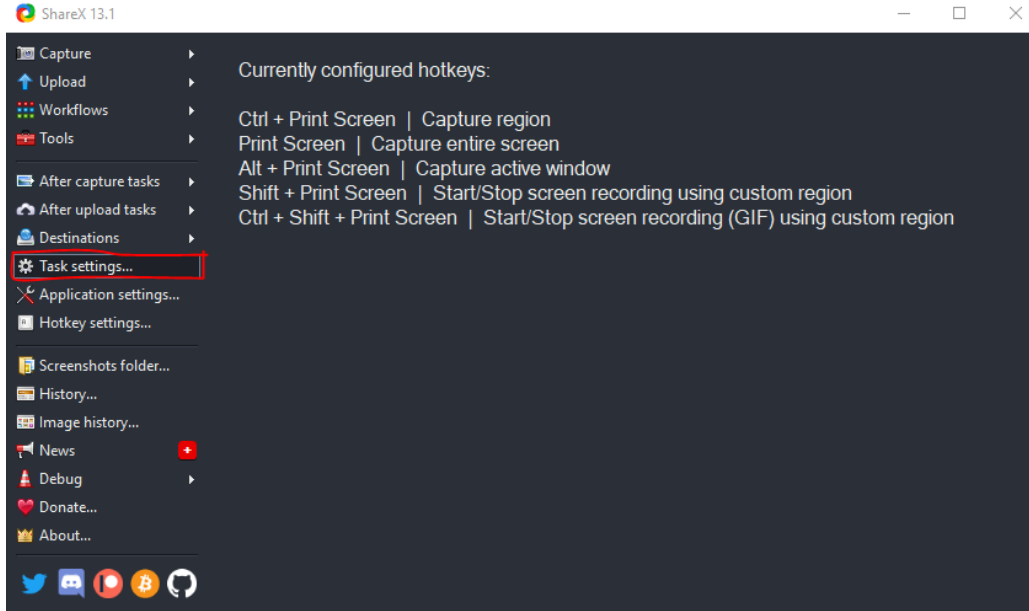 ShareX 13.1
Capture
Upload
Workflows
Tools
After capture tasks
After upload tasks
Destinations
Task settings...
Application settings...
Hotkey settings...
Screenshots folder...
History...
Image history...
News
Debug
Donate...
About...
Currently configured hotkeys:
Ctrl + Print Screen | Capture region
Print Screen | Capture entire screen
Alt + Print Screen | Capture active window
Shift + Print Screen | Start/Stop screen recording using custom region
Ctrl + Shift + Print Screen | Start/Stop screen recording (GIF) using custom region